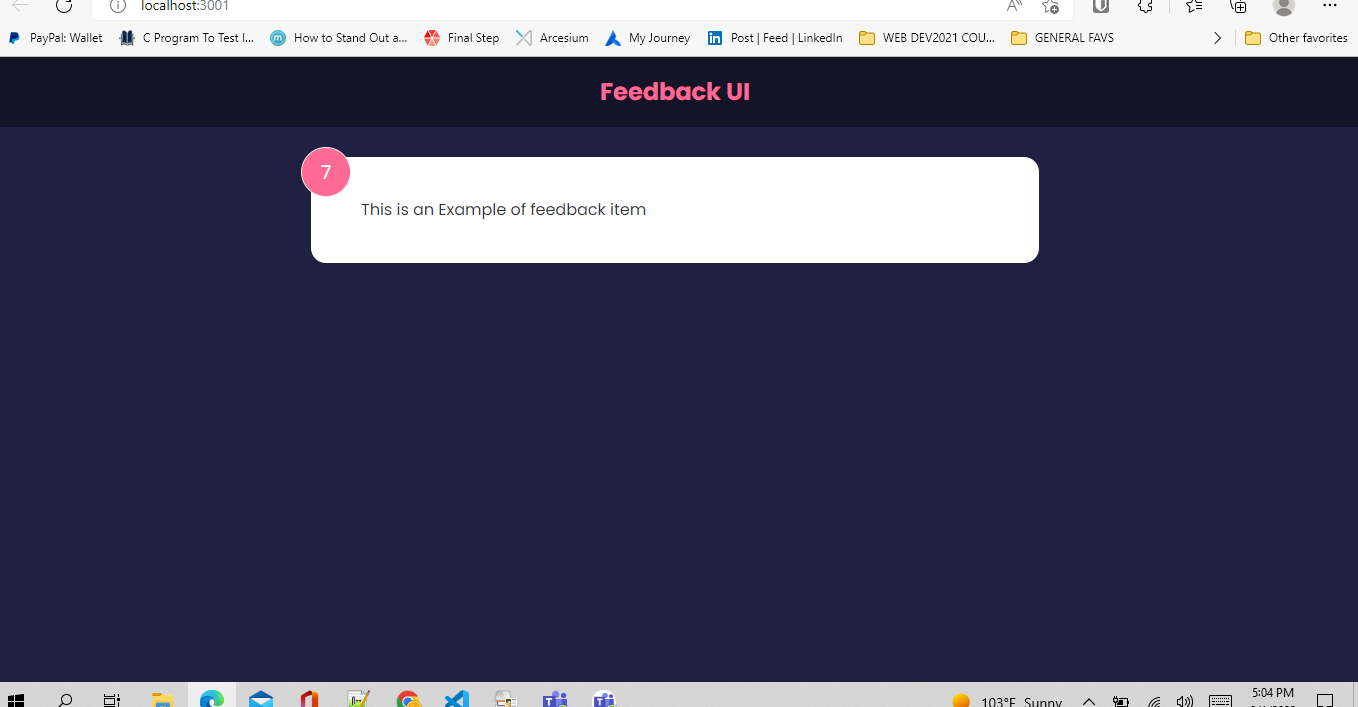 localhost:3001
PayPal: Wallet C Program To Test I... How to Stand Out a... Final Step Arcesium My Journey Post | Feed | LinkedIn WEB DEV2021 COU... GENERAL FAVS Other favorites
Feedback UI
7
This is an Example of feedback item
103°F Sunny
5:04 PM